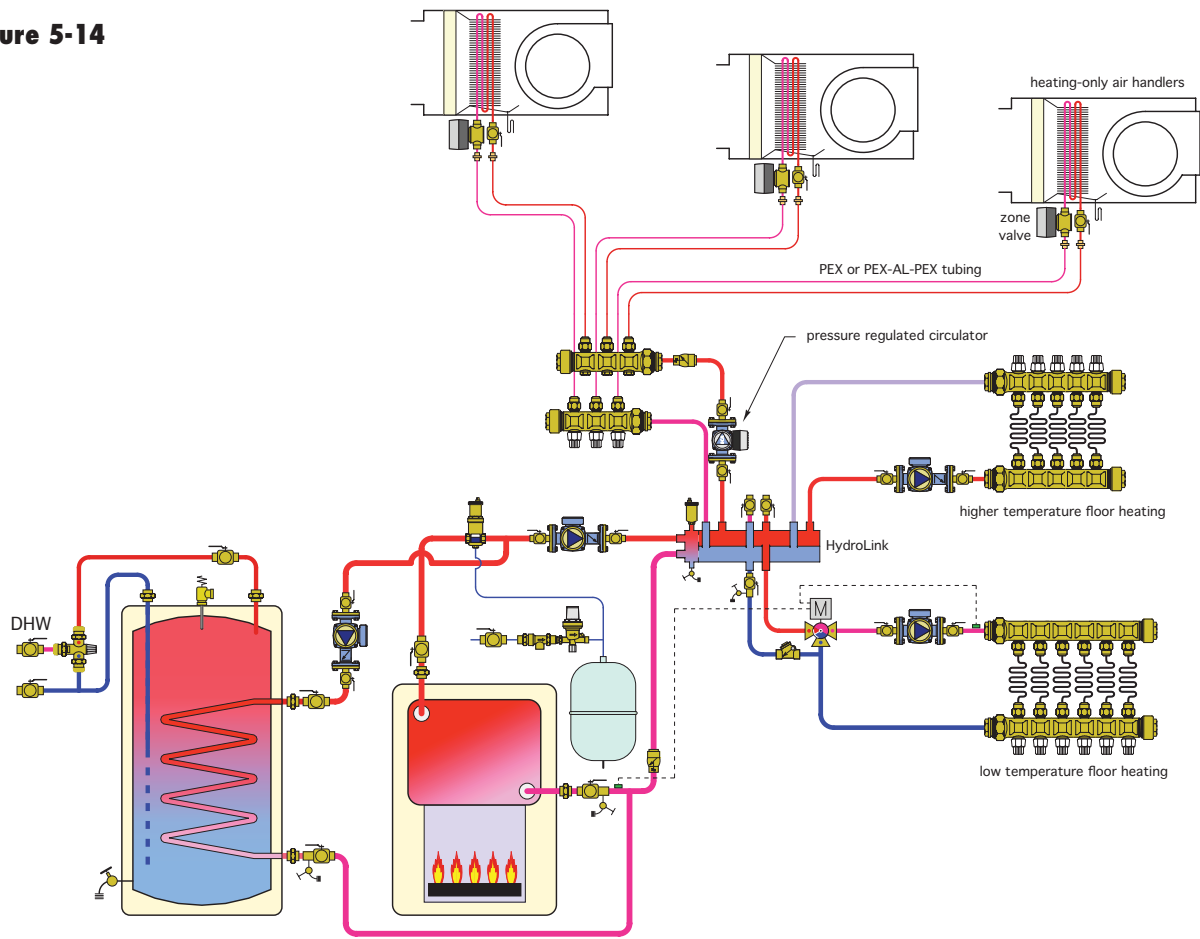 ure 5-14
heating-only air handlers
zone
valve
PEX or PEX-AL-PEX tubing
pressure regulated circulator
higher temperature floor heating
HydroLink
M
DHW
low temperature floor heating